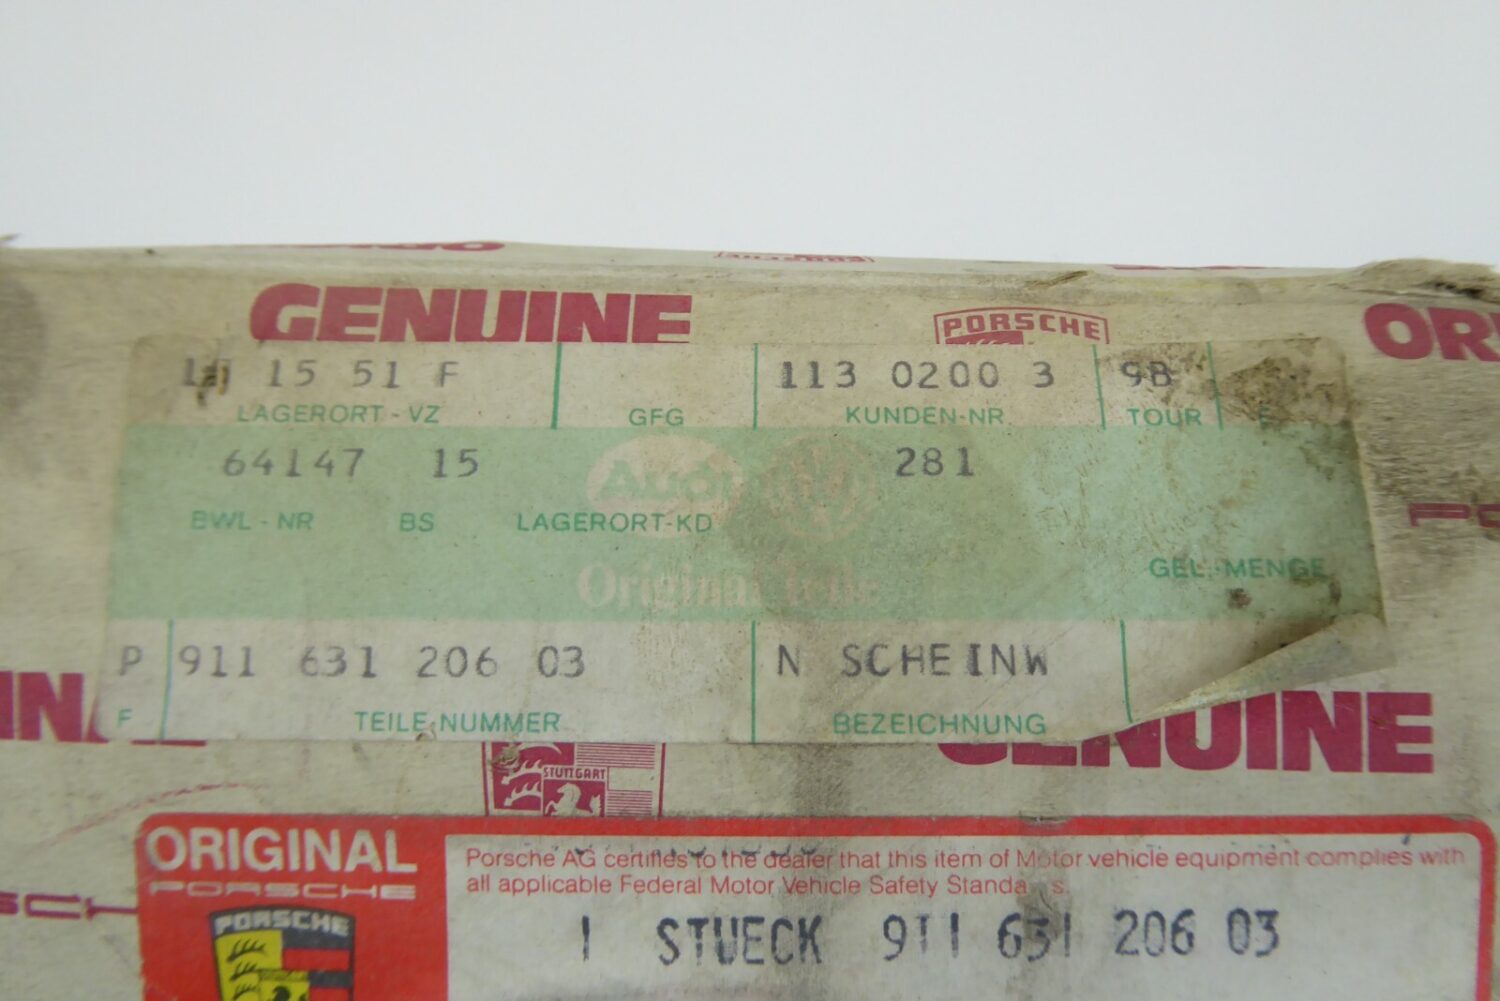 GENUINE
PORSCHE
15 51 F
113 0200 3
9B
LAGERORT - VZ
GFG
KUNDEN-NR
TOUR
64147 15
281
Audi
BWL - NR
BS
LAGERORT-KD
GEL.-MENGE
Original Teile
P
911 631 206 03
N SCHEINW
F
TEILE-NUMMER
BEZEICHNUNG
GENUINE
STUTTGART
ORIGINAL
PORSCHE
Porsche AG certifies to the dealer that this item of Motor vehicle equipment complies with
all applicable Federal Motor Vehicle Safety
PORSCHE
1 STUECK 911 631 206 03